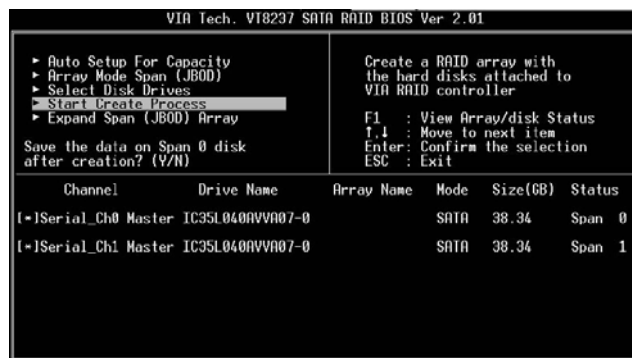 VIA Tech. VT8237 SATA RAID BIOS Ver 2.01
► Auto Setup For Capacity
► Array Mode Span (JBOD)
► Select Disk Drives
► Start Create Process
► Expand Span (JBOD) Array
Save the data on Span 0 disk
after creation? (Y/N)
Create a RAID array with
the hard disks attached to
VIA RAID controller
F1 : View Array/disk Status
↑,↓ : Move to next item
Enter: Confirm the selection
ESC : Exit
Channel Drive Name Array Name Mode Size(GB) Status
[*]Serial_Ch0 Master IC35L040AVVA07-0 SATA 38.34 Span 0
[*]Serial_Ch1 Master IC35L040AVVA07-0 SATA 38.34 Span 1